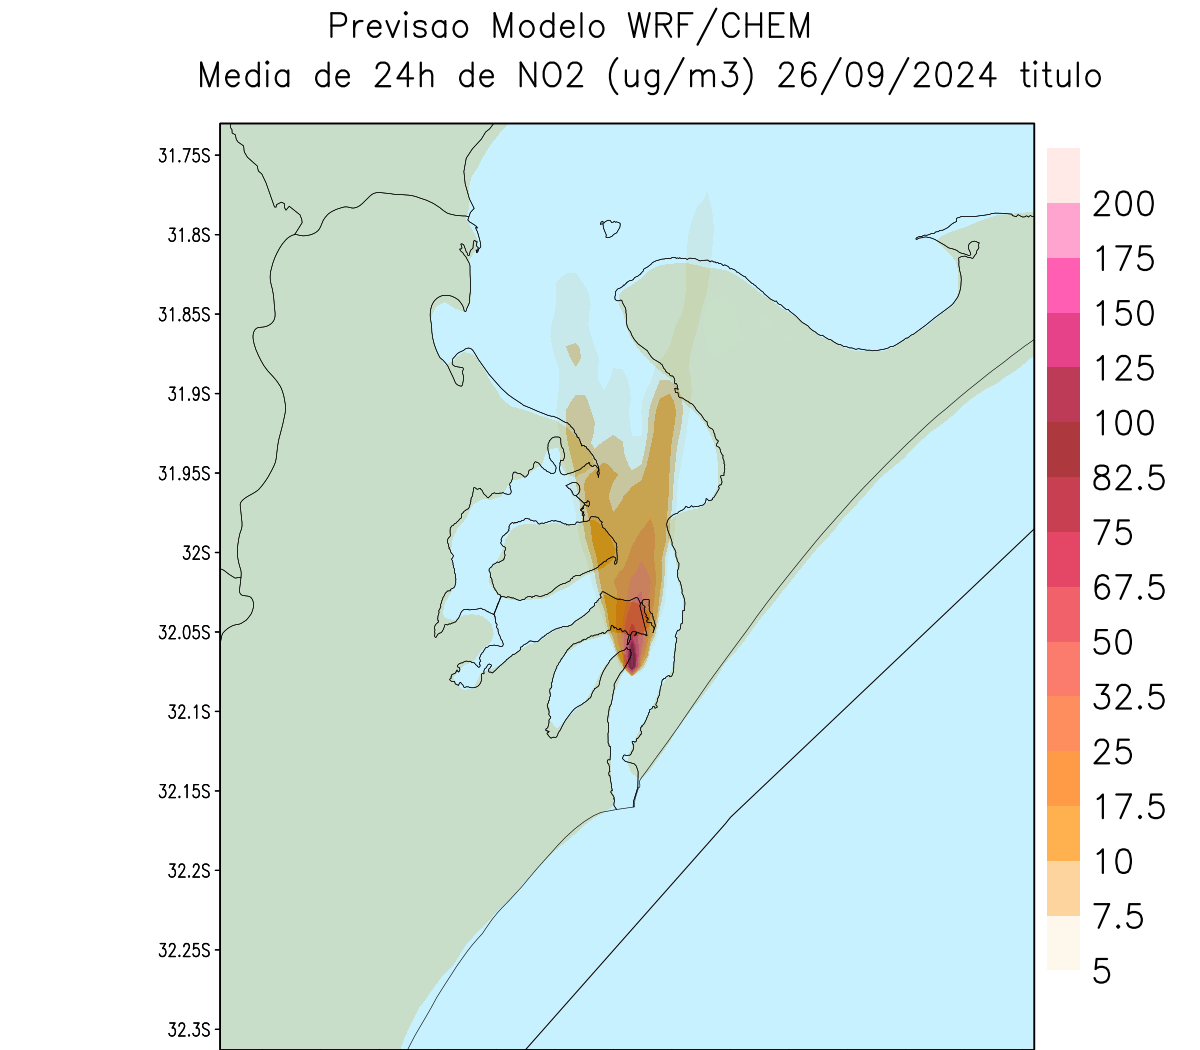 Previsao Modelo WRF/CHEM
Media de 24h de NO2 (ug/m3) 26/09/2024 titulo
31.75S
31.8S
31.85S
31.9S
31.95S
32S
32.05S
32.1S
32.15S
32.2S
32.25S
32.3S
200
175
150
125
100
82.5
75
67.5
50
32.5
25
17.5
10
7.5
5